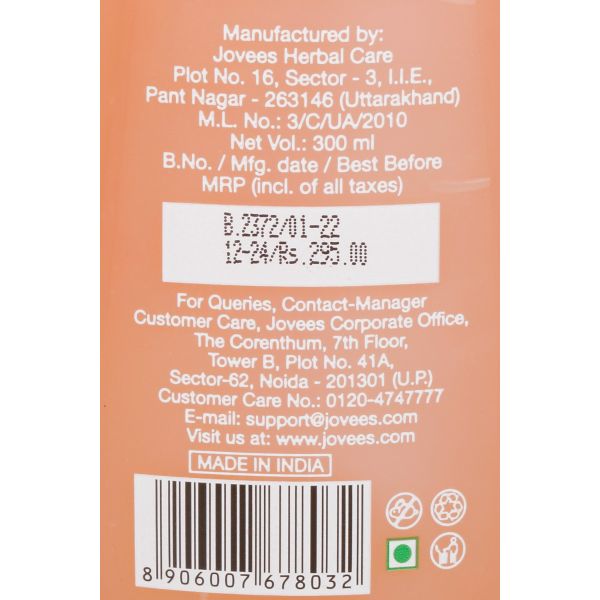 Manufactured by:
Jovees Herbal Care
Plot No. 16, Sector - 3, I.I.E.,
Pant Nagar - 263146 (Uttarakhand)
M.L. No.: 3/C/UA/2010
Net Vol.: 300 ml
B.No. / Mfg. date / Best Before
MRP (incl. of all taxes)
B.2372/01-22
12-24/Rs.295.00
For Queries, Contact-Manager
Customer Care, Jovees Corporate Office,
The Corenthum, 7th Floor,
Tower B, Plot No. 41A,
Sector-62, Noida - 201301 (U.P.)
Customer Care No.: 0120-4747777
E-mail: support@jovees.com
Visit us at: www.jovees.com
MADE IN INDIA
8 906007 678032